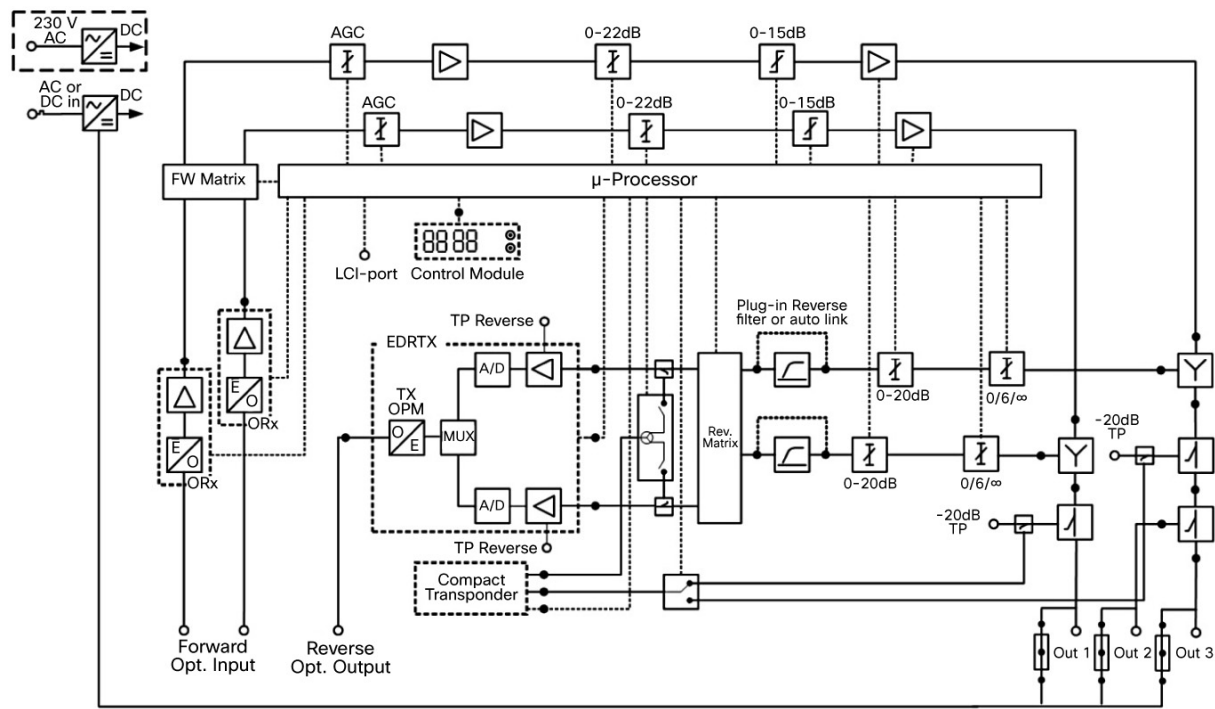 230 V
AC
DC
AC or
DC in
DC
AGC
0-22dB
0-15dB
AGC
0-22dB
0-15dB
FW Matrix
µ-Processor
LCI-port
Control Module
Plug-in Reverse
filter or auto link
TP Reverse
EDRTX
A/D
TX
OPM
O
E
MUX
A/D
TP Reverse
E
O
ORx
E
O
ORx
Rev.
Matrix
0-20dB
0/6/∞
0-20dB
0/6/∞
-20dB
TP
-20dB
TP
Compact
Transponder
Forward
Opt. Input
Reverse
Opt. Output
Out 1
Out 2
Out 3